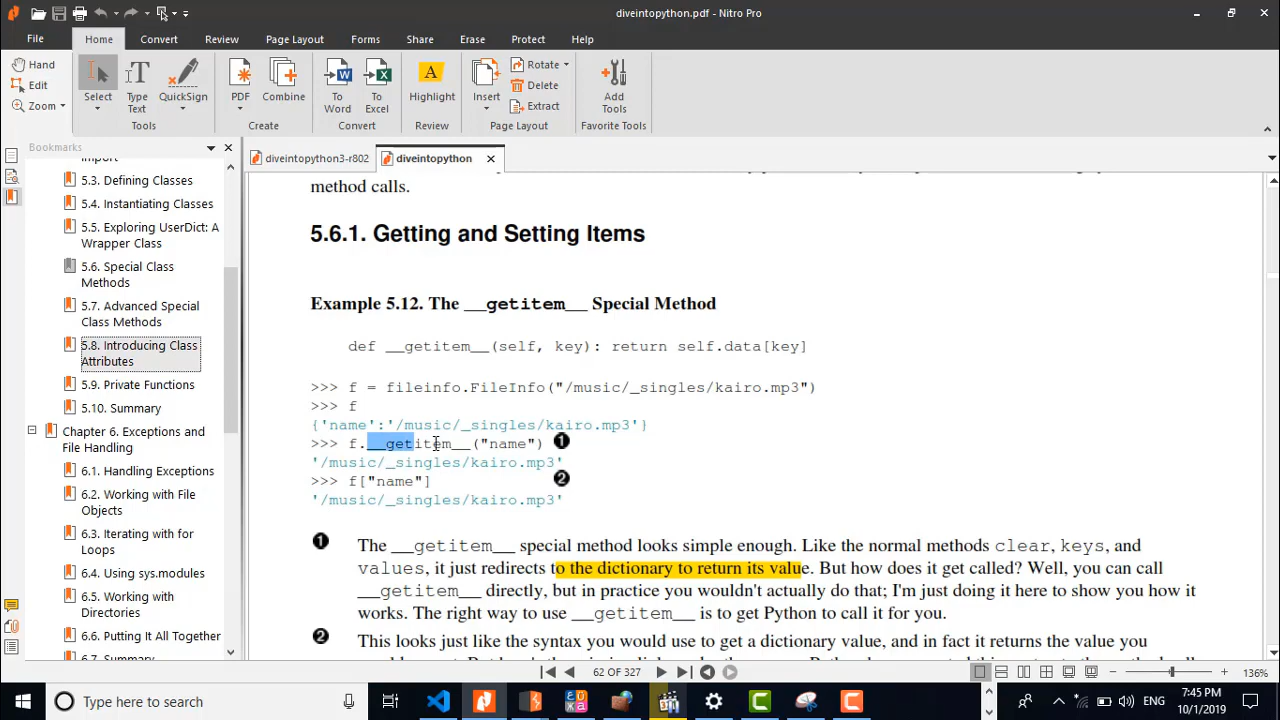 diveintopython.pdf - Nitro Pro
File
Home
Convert
Review
Page Layout
Forms
Share
Erase
Protect
Help
Hand
Edit
Zoom
Select
Type Text
QuickSign
Tools
PDF
Combine
Create
To Word
To Excel
Convert
Highlight
Review
Insert
Rotate
Delete
Extract
Page Layout
Add Tools
Favorite Tools
Bookmarks
5.3. Defining Classes
5.4. Instantiating Classes
5.5. Exploring UserDict: A
Wrapper Class
5.6. Special Class
Methods
5.7. Advanced Special
Class Methods
5.8. Introducing Class
Attributes
5.9. Private Functions
5.10. Summary
Chapter 6. Exceptions and
File Handling
6.1. Handling Exceptions
6.2. Working with File
Objects
6.3. Iterating with for
Loops
6.4. Using sys.modules
6.5. Working with
Directories
6.6. Putting It All Together
6.7. Summary
diveintopython3-r802
diveintopython
method calls.
5.6.1. Getting and Setting Items
Example 5.12. The __getitem__ Special Method
def __getitem__(self, key): return self.data[key]
>>> f = fileinfo.FileInfo("/music/_singles/kairo.mp3")
>>> f
{'name':'/music/_singles/kairo.mp3'}
>>> f.__getitem__("name") 1
'/music/_singles/kairo.mp3'
>>> f["name"] 2
'/music/_singles/kairo.mp3'
1 The __getitem__ special method looks simple enough. Like the normal methods clear, keys, and
values, it just redirects to the dictionary to return its value. But how does it get called? Well, you can call
__getitem__ directly, but in practice you wouldn't actually do that; I'm just doing it here to show you how it
works. The right way to use __getitem__ is to get Python to call it for you.
2 This looks just like the syntax you would use to get a dictionary value, and in fact it returns the value you
62 OF 327
136%
Type here to search
ENG
7:45 PM
10/1/2019